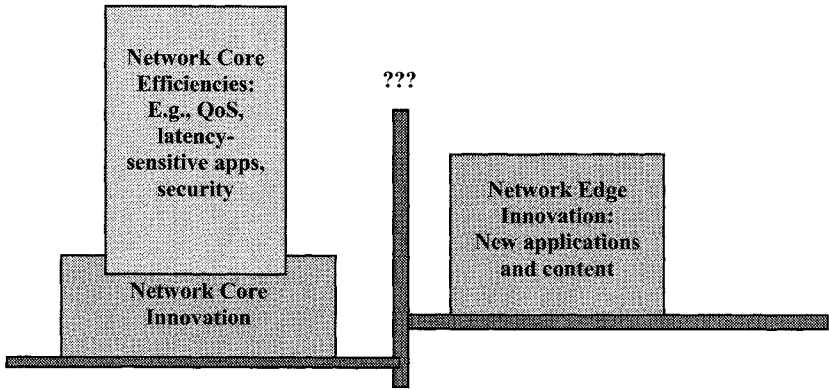 Network Core
Efficiencies:
E.g., QoS,
latency-
sensitive apps,
security
Network Core
Innovation
???
Network Edge
Innovation:
New applications
and content